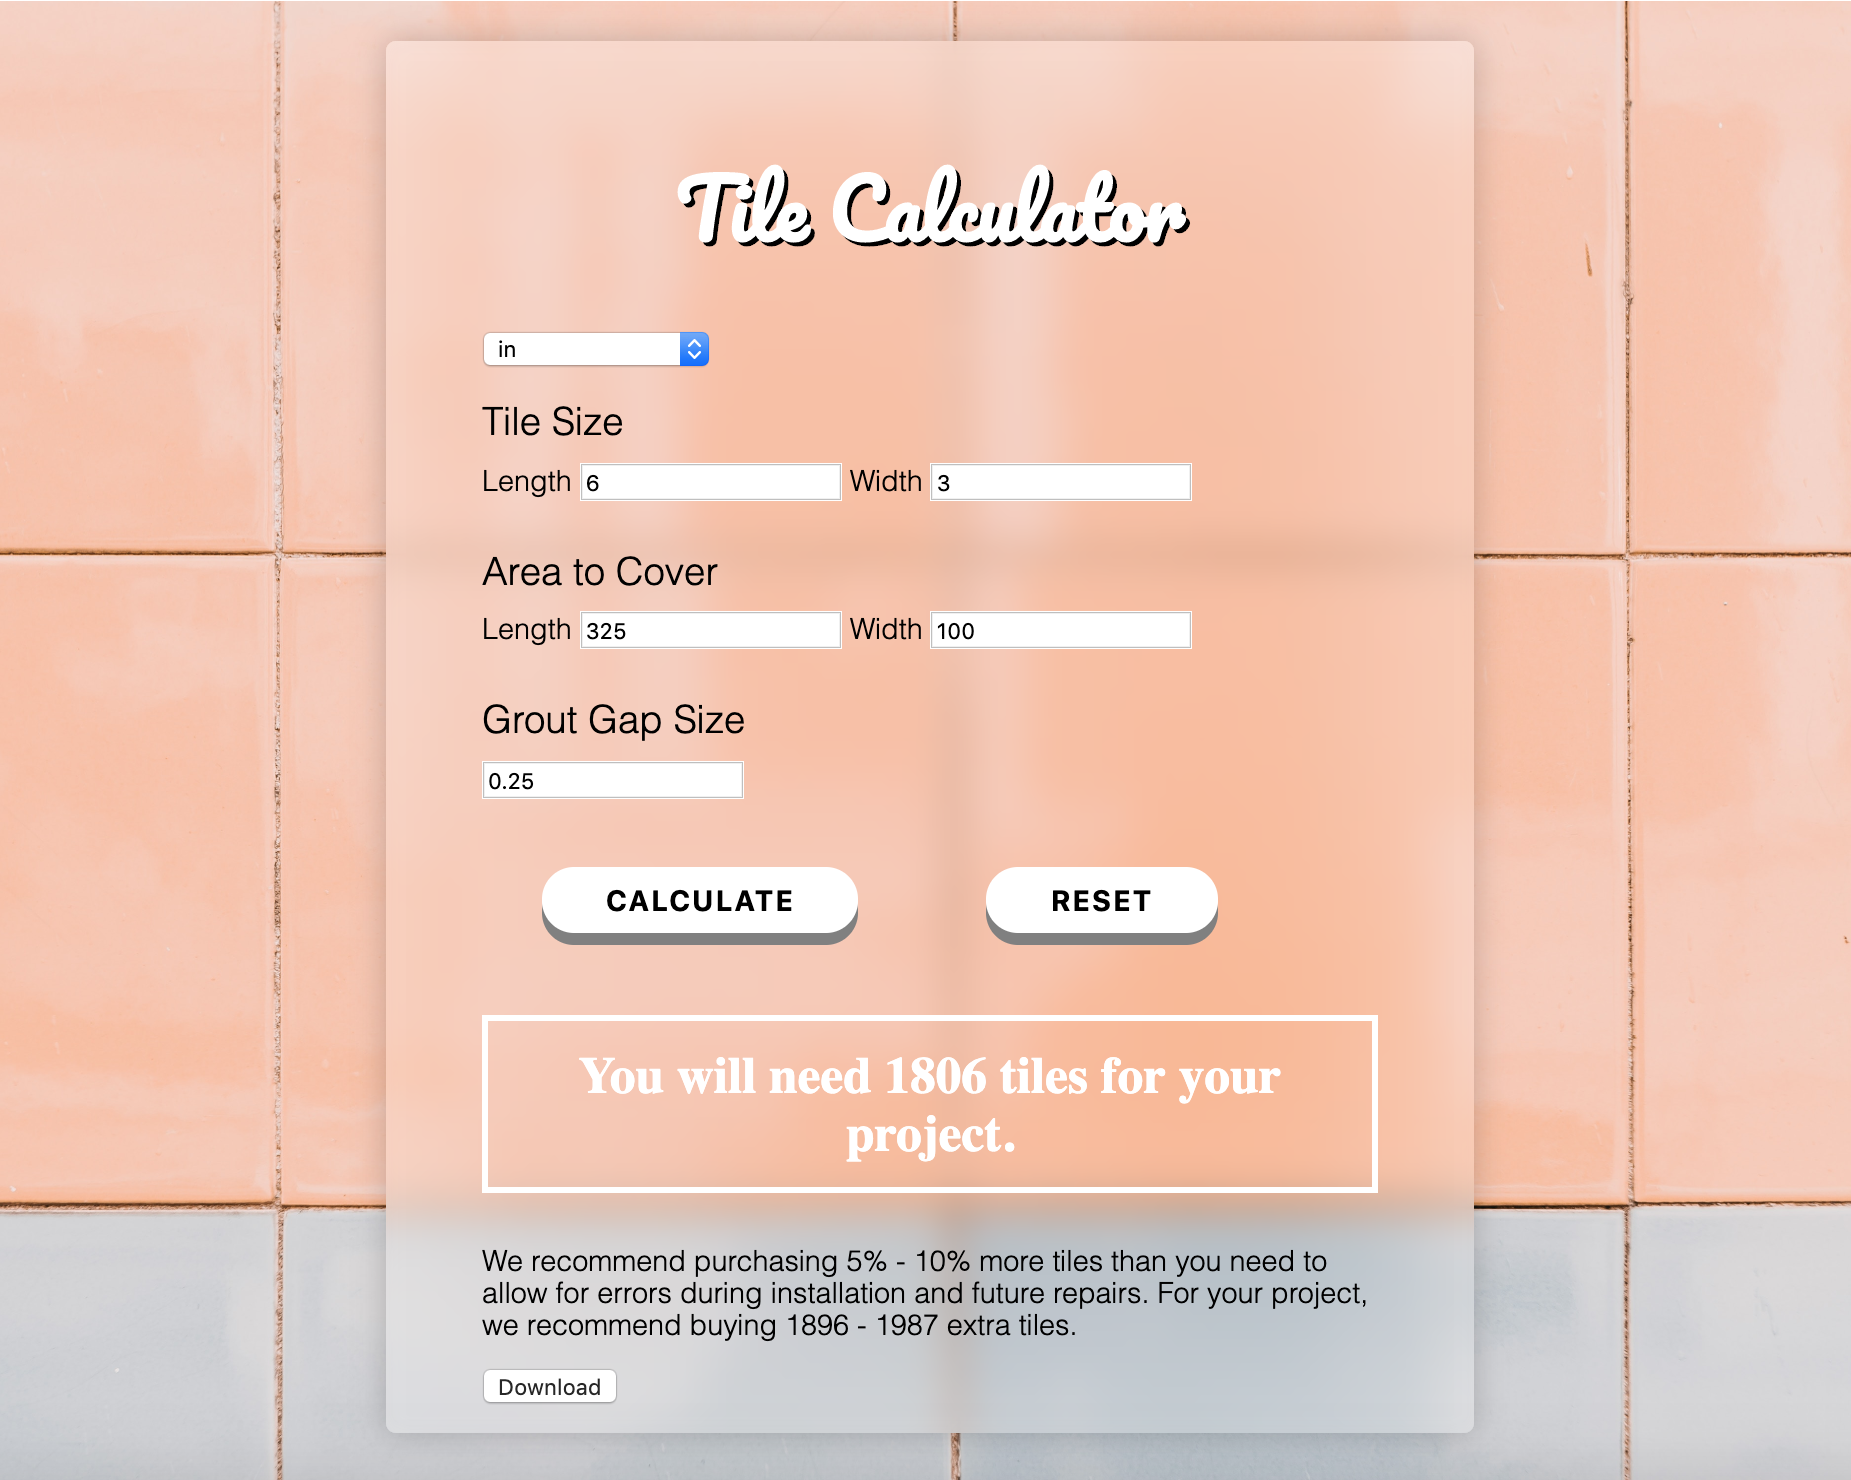 Tile Calculator
in
Tile Size
Length 6 Width 3
Area to Cover
Length 325 Width 100
Grout Gap Size
0.25
CALCULATE RESET
You will need 1806 tiles for your
project.
We recommend purchasing 5% - 10% more tiles than you need to
allow for errors during installation and future repairs. For your project,
we recommend buying 1896 - 1987 extra tiles.
Download